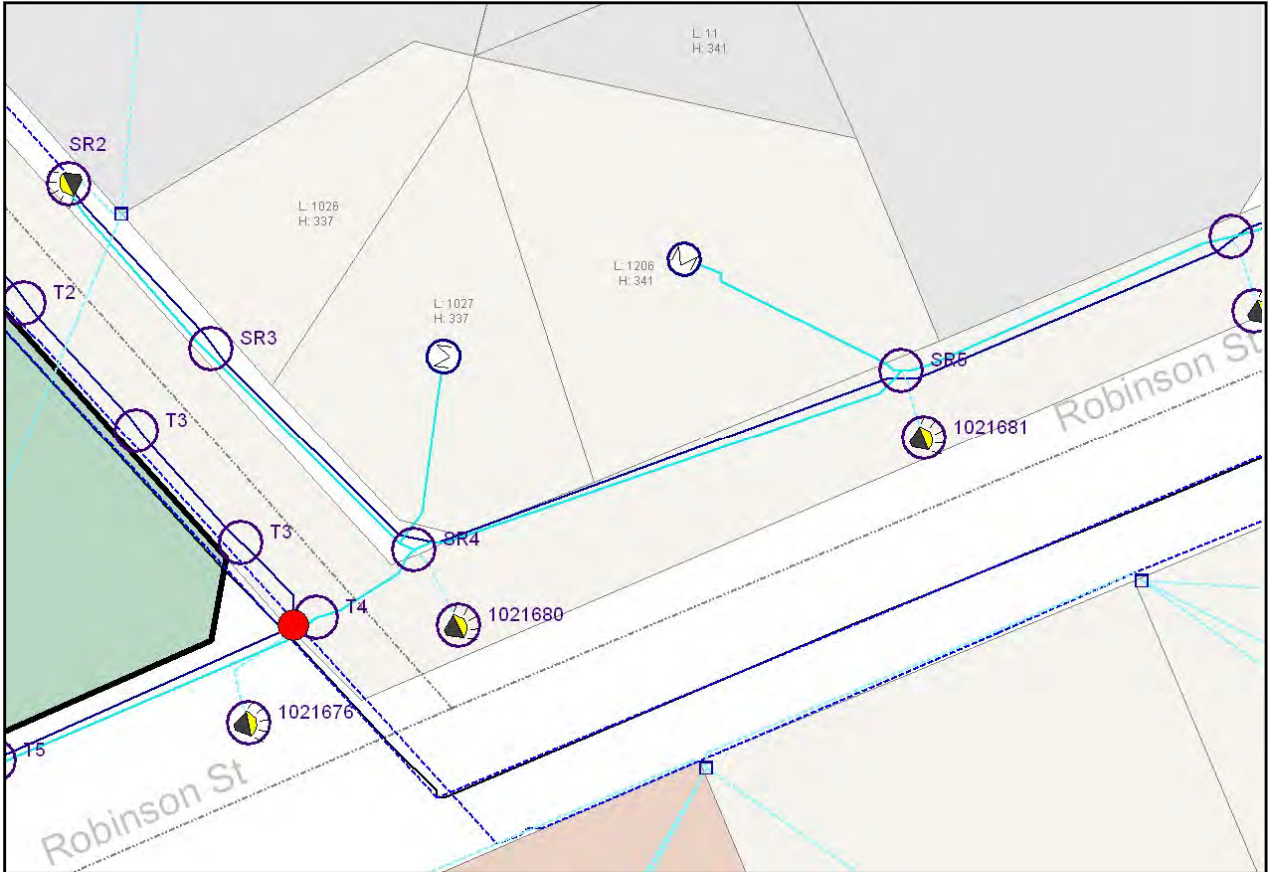 L: 11
H: 341
SR2
L: 1026
H: 337
L: 1206
H: 341
T2
L: 1027
H: 337
SR3
SR5
Robinson St
T3
1021681
T3
SR4
T4
1021680
1021676
T5
Robinson St